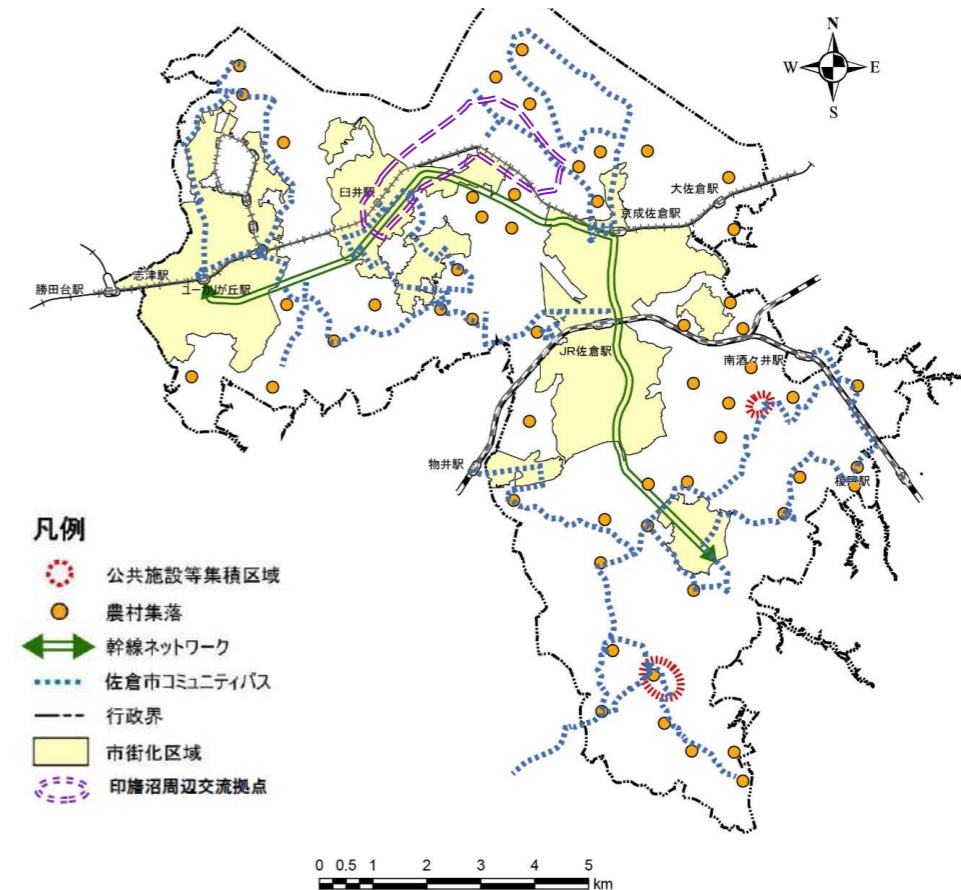 N
W
E
S
大佐倉駅
臼井駅
京成佐倉駅
志津駅
勝田台駅
ユーカリが丘駅
JR佐倉駅
南酒々井駅
物井駅
榎戸駅
凡例
公共施設等集積区域
農村集落
幹線ネットワーク
佐倉市コミュニティバス
行政界
市街化区域
印旛沼周辺交流拠点
0 0.5 1 2 3 4 5
km